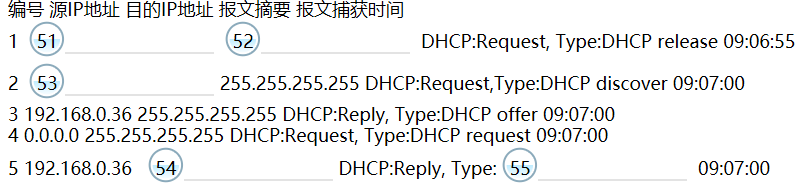 编号 源IP地址 目的IP地址 报文摘要 报文捕获时间
1 51 52 DHCP:Request, Type:DHCP release 09:06:55
2 53 255.255.255.255 DHCP:Request,Type:DHCP discover 09:07:00
3 192.168.0.36 255.255.255.255 DHCP:Reply, Type:DHCP offer 09:07:00
4 0.0.0.0 255.255.255.255 DHCP:Request, Type:DHCP request 09:07:00
5 192.168.0.36 54 DHCP:Reply, Type: 55 09:07:00